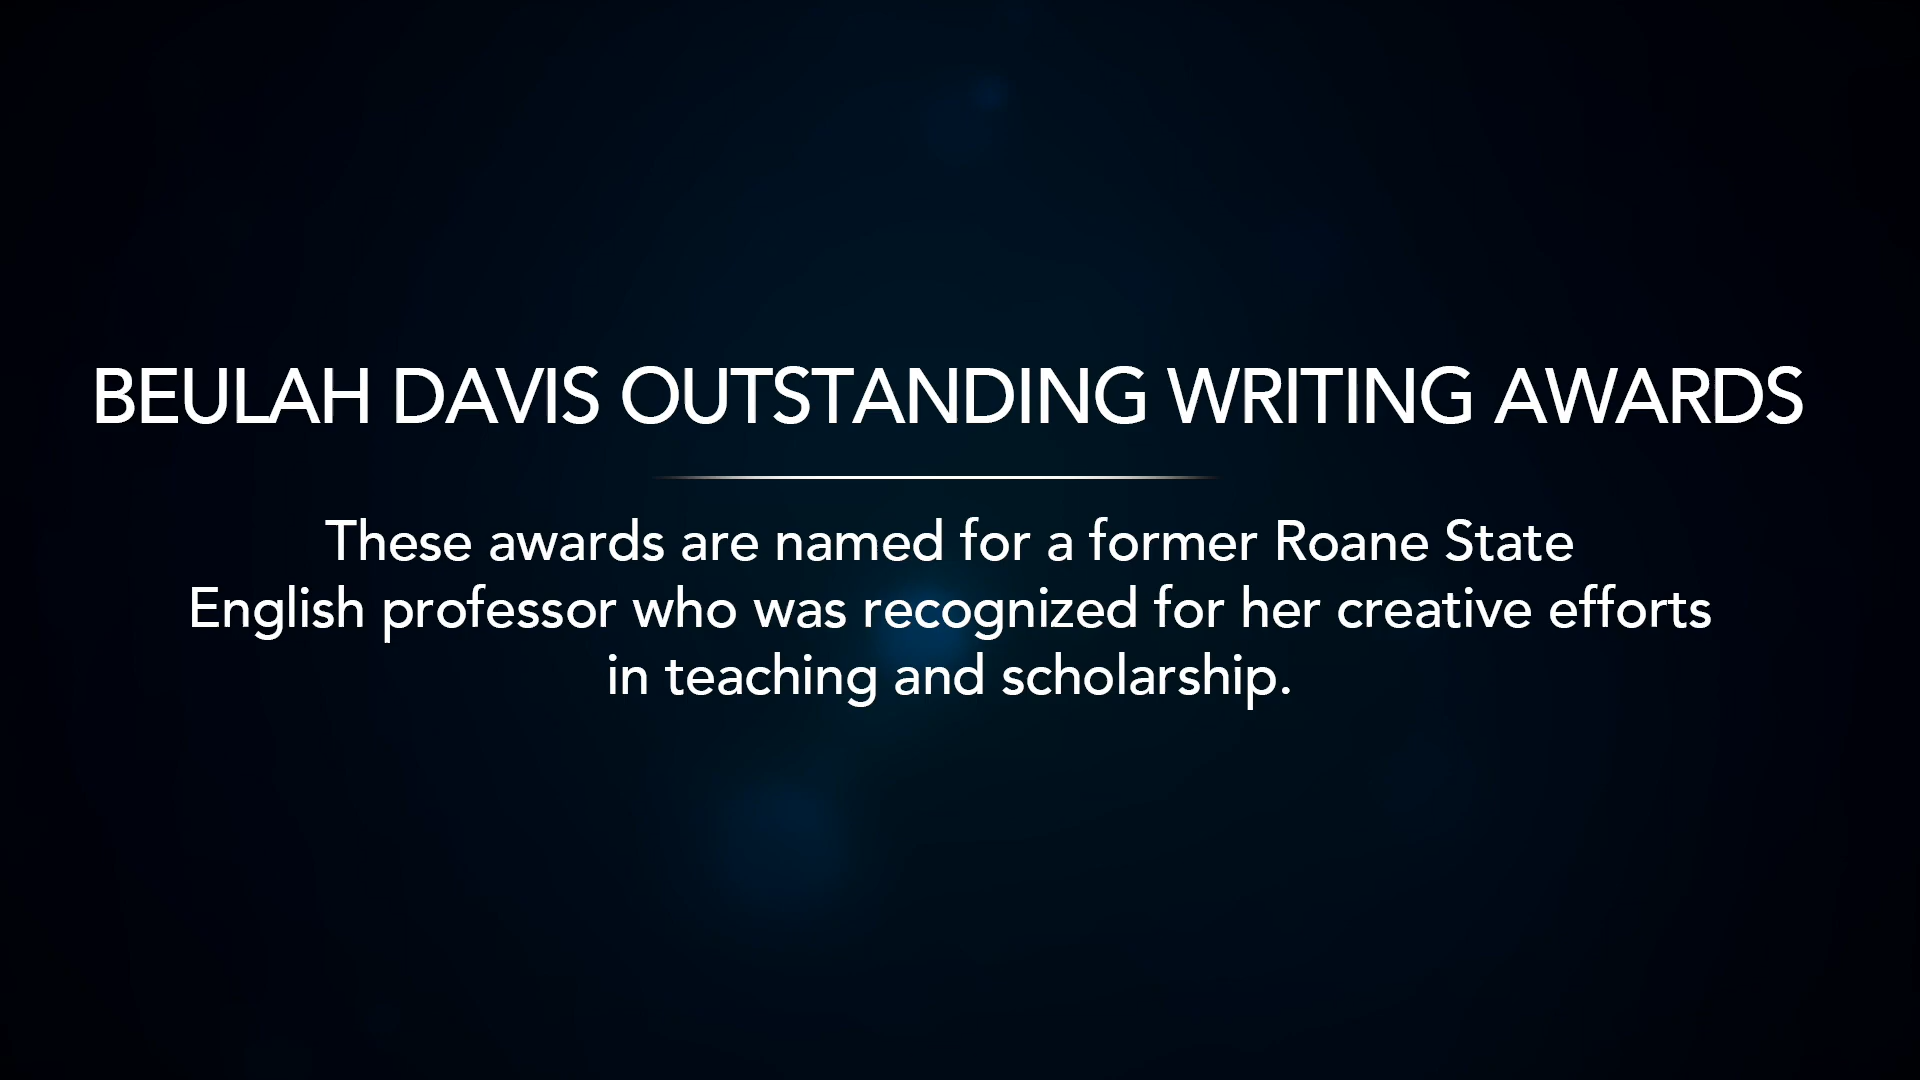 BEULAH DAVIS OUTSTANDING WRITING AWARDS
These awards are named for a former Roane State
English professor who was recognized for her creative efforts
in teaching and scholarship.